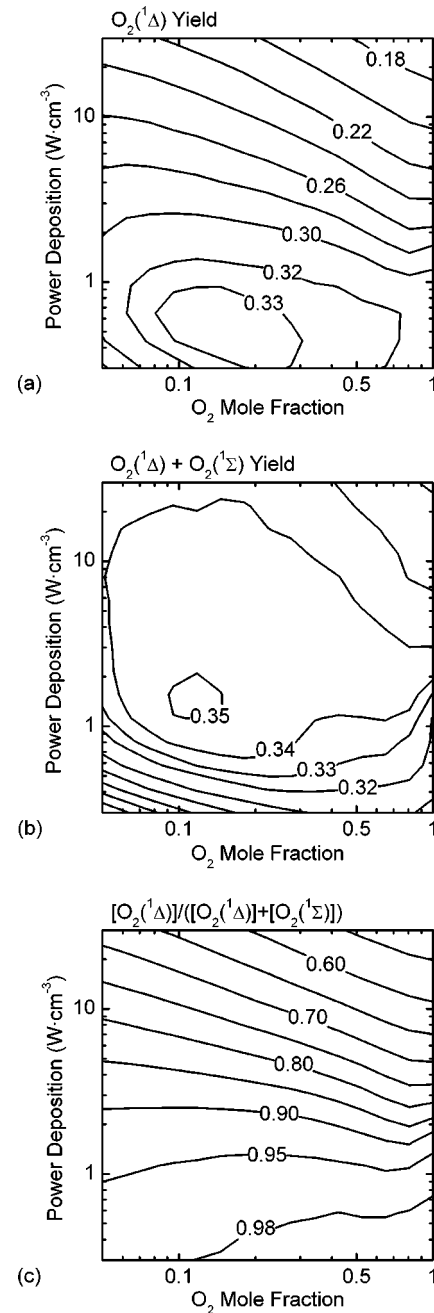 O₂(¹Δ) Yield
0.18
10
0.22
0.26
0.30
1
0.32
0.33
Power Deposition (W·cm⁻³)
(a)
0.1
0.5
1
O₂ Mole Fraction
O₂(¹Δ) + O₂(¹Σ) Yield
10
Power Deposition (W·cm⁻³)
0.35
1
0.34
0.33
0.32
(b)
0.1
0.5
1
O₂ Mole Fraction
[O₂(¹Δ)]/([O₂(¹Δ)]+[O₂(¹Σ)])
0.60
10
0.70
0.80
Power Deposition (W·cm⁻³)
0.90
0.95
1
0.98
(c)
0.1
0.5
1
O₂ Mole Fraction